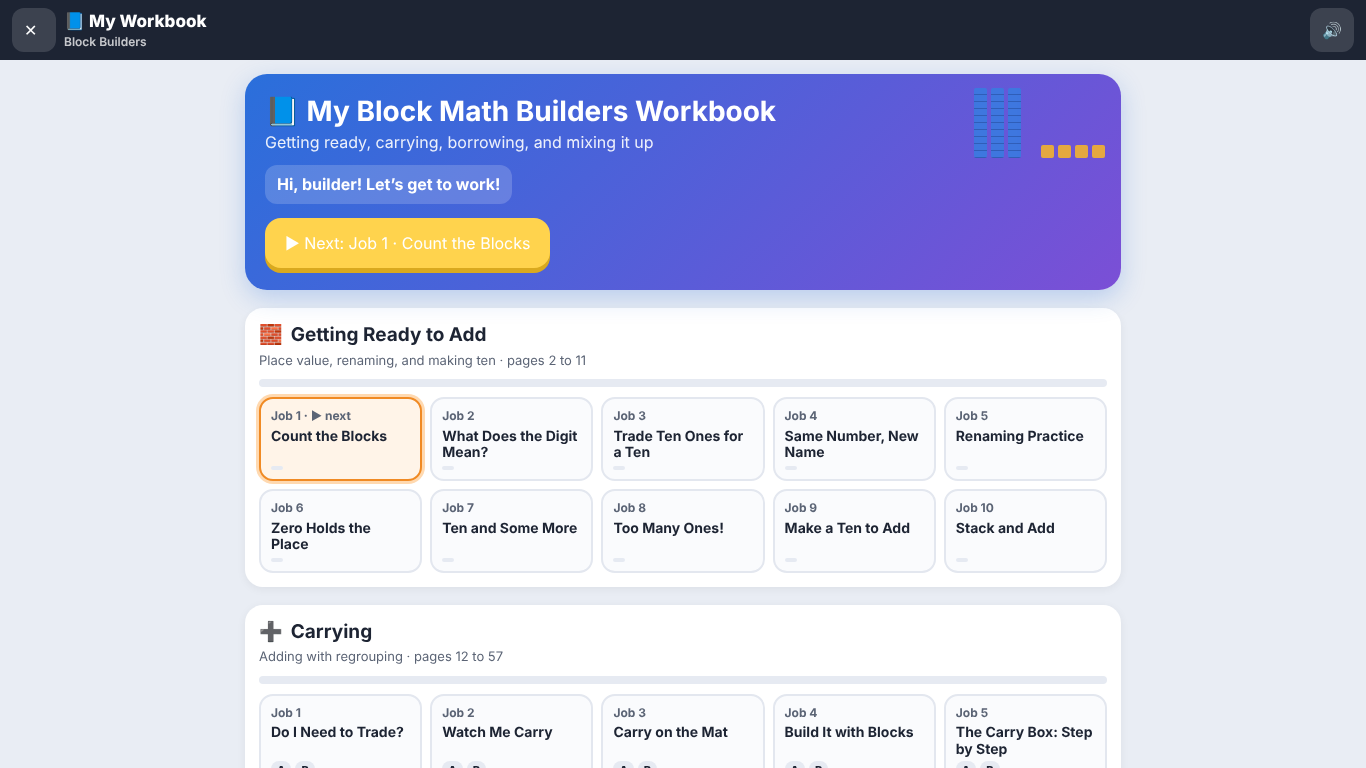 My Workbook
Block Builders
My Block Math Builders Workbook
Getting ready, carrying, borrowing, and mixing it up
Hi, builder! Let’s get to work!
▶ Next: Job 1 · Count the Blocks
Getting Ready to Add
Place value, renaming, and making ten · pages 2 to 11
Job 1 · ▶ next
Count the Blocks
Job 2
What Does the Digit
Mean?
Job 3
Trade Ten Ones for
a Ten
Job 4
Same Number, New
Name
Job 5
Renaming Practice
Job 6
Zero Holds the
Place
Job 7
Ten and Some More
Job 8
Too Many Ones!
Job 9
Make a Ten to Add
Job 10
Stack and Add
Carrying
Adding with regrouping · pages 12 to 57
Job 1
Do I Need to Trade?
Job 2
Watch Me Carry
Job 3
Carry on the Mat
Job 4
Build It with Blocks
Job 5
The Carry Box: Step
by Step